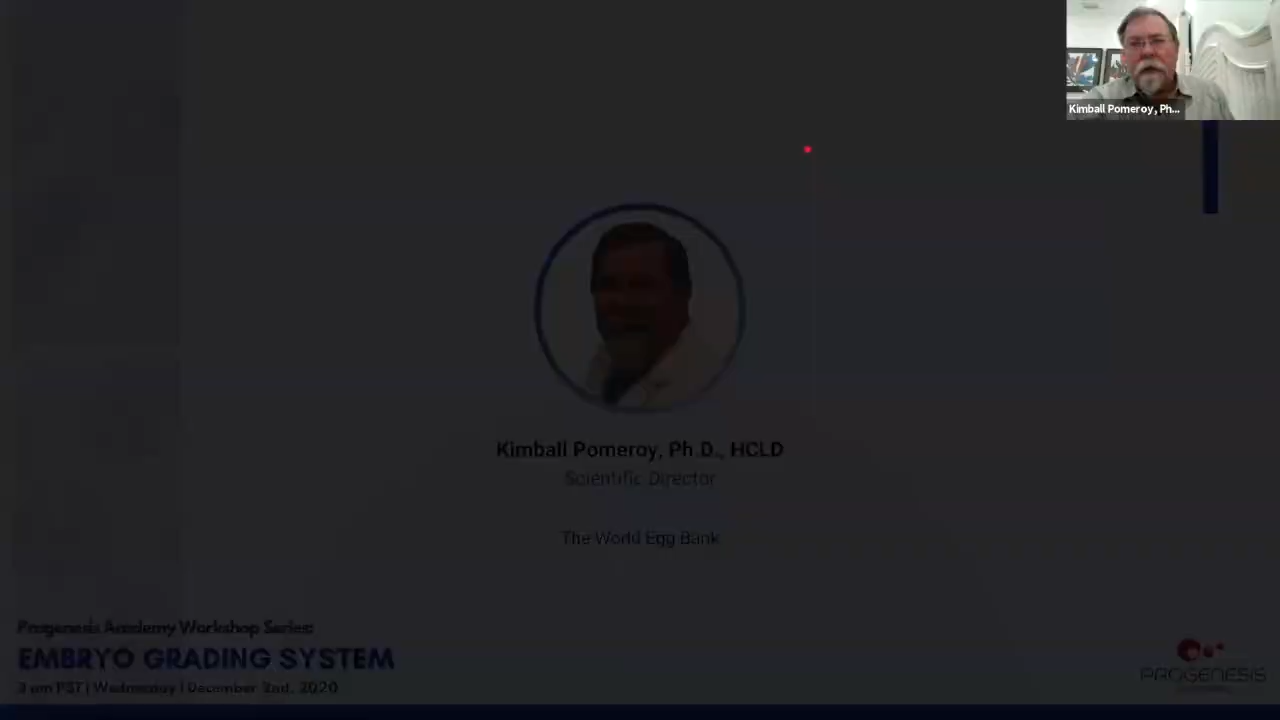 Kimball Pomeroy, Ph...
Kimball Pomeroy, Ph.D., HCLD
Scientific Director
The World Egg Bank
Progenesis Academy Workshop Series:
EMBRYO GRADING SYSTEM
3 pm PST | Wednesday | December 2nd, 2020
PROGENESIS